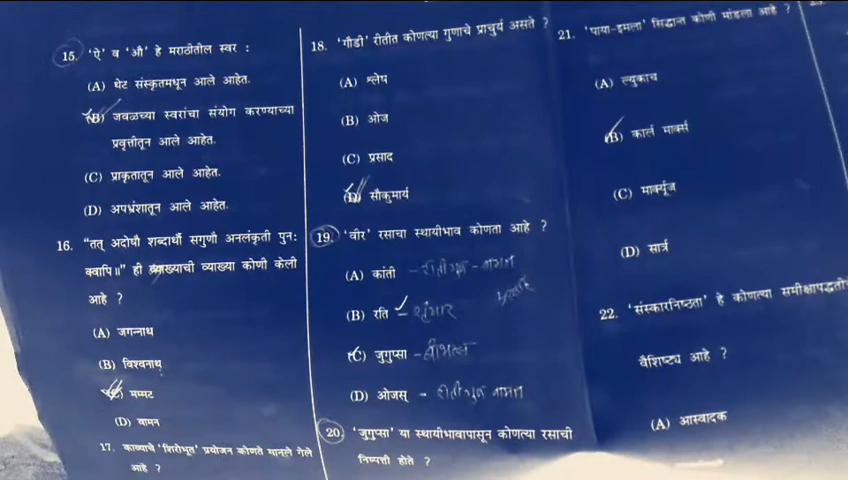 15. 'ऐ' व 'औ' हे मराठीतील स्वर :
(A) थेट संस्कृतमधून आले आहेत.
(B) जवळच्या स्वरांचा संयोग करण्याच्या
प्रवृत्तीतून आले आहेत.
(C) प्राकृतातून आले आहेत.
(D) अपभ्रंशातून आले आहेत.
16. "तत् अदोषौ शब्दार्थौ सगुणौ अनलंकृती पुन:
क्वापि॥" ही काव्याची व्याख्या कोणी केली
आहे ?
(A) जगन्नाथ
(B) विश्वनाथ
(C) मम्मट
(D) वामन
17. काव्याचे 'शिरोभूत' प्रयोजन कोणते मानले गेले
आहे ?
18. 'गौडी' रीतीत कोणत्या गुणाचे प्राचुर्य असते ?
(A) श्लेष
(B) ओज
(C) प्रसाद
(D) सौकुमार्य
19. 'वीर' रसाचा स्थायीभाव कोणता आहे ?
(A) कांती - रीतीगुण - वामन
(B) रति - शृंगार
(C) जुगुप्सा - बीभत्स
(D) ओजस् - रीतीगुण वामन
20. 'जुगुप्सा' या स्थायीभावापासून कोणत्या रसाची
निष्पत्ती होते ?
21. 'पाया-इमला' सिद्धान्त कोणी मांडला आहे ?
(A) ल्युकाच
(B) कार्ल मार्क्स
(C) मार्क्यूज
(D) सार्त्र
22. 'संस्कारनिष्ठता' हे कोणत्या समीक्षापद्धतीचे
वैशिष्ट्य आहे ?
(A) आस्वादक